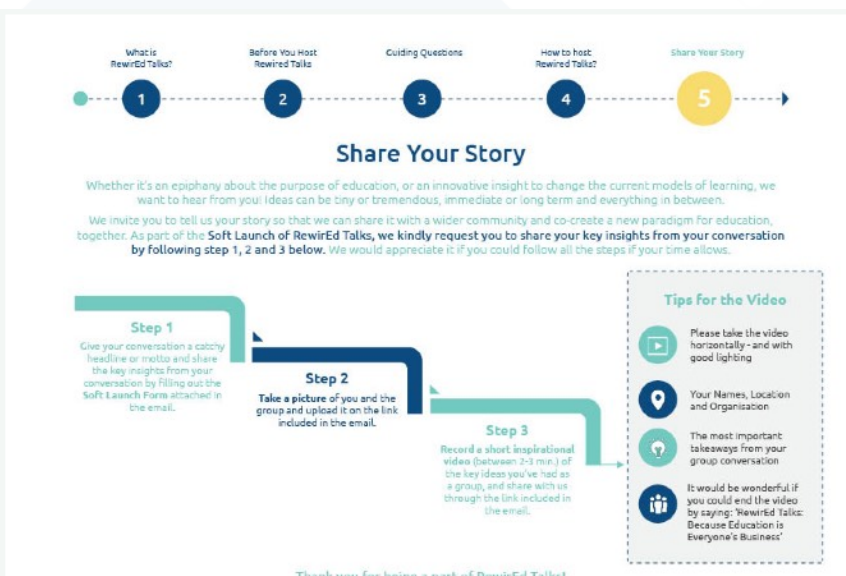 What is
RewirEd Talks?
Before You Host
Rewired Talks
Guiding Questions
How to host
Rewired Talks?
Share Your Story
1
2
3
4
5
Share Your Story
Whether it's an epiphany about the purpose of education, or an innovative insight to change the current models of learning, we
want to hear from you! Ideas can be tiny or tremendous, immediate or long term and everything in between.
We invite you to tell us your story so that we can share it with a wider community and co-create a new paradigm for education,
together. As part of the Soft Launch of RewirEd Talks, we kindly request you to share your key insights from your conversation
by following step 1, 2 and 3 below. We would appreciate it if you could follow all the steps if your time allows.
Step 1
Give your conversation a catchy
headline or motto and share
the key insights from your
conversation by filling out the
Soft Launch Form attached in
the email.
Step 2
Take a picture of you and the
group and upload it on the link
included in the email.
Step 3
Record a short inspirational
video (between 2-3 min.) of
the key ideas you've had as
a group, and share with us
through the link included in
the email.
Tips for the Video
Please take the video
horizontally - and with
good lighting
Your Names, Location
and Organisation
The most important
takeaways from your
group conversation
It would be wonderful if
you could end the video
by saying: 'RewirEd Talks:
Because Education is
Everyone's Business'
Thank you for being a part of RewirEd Talks!